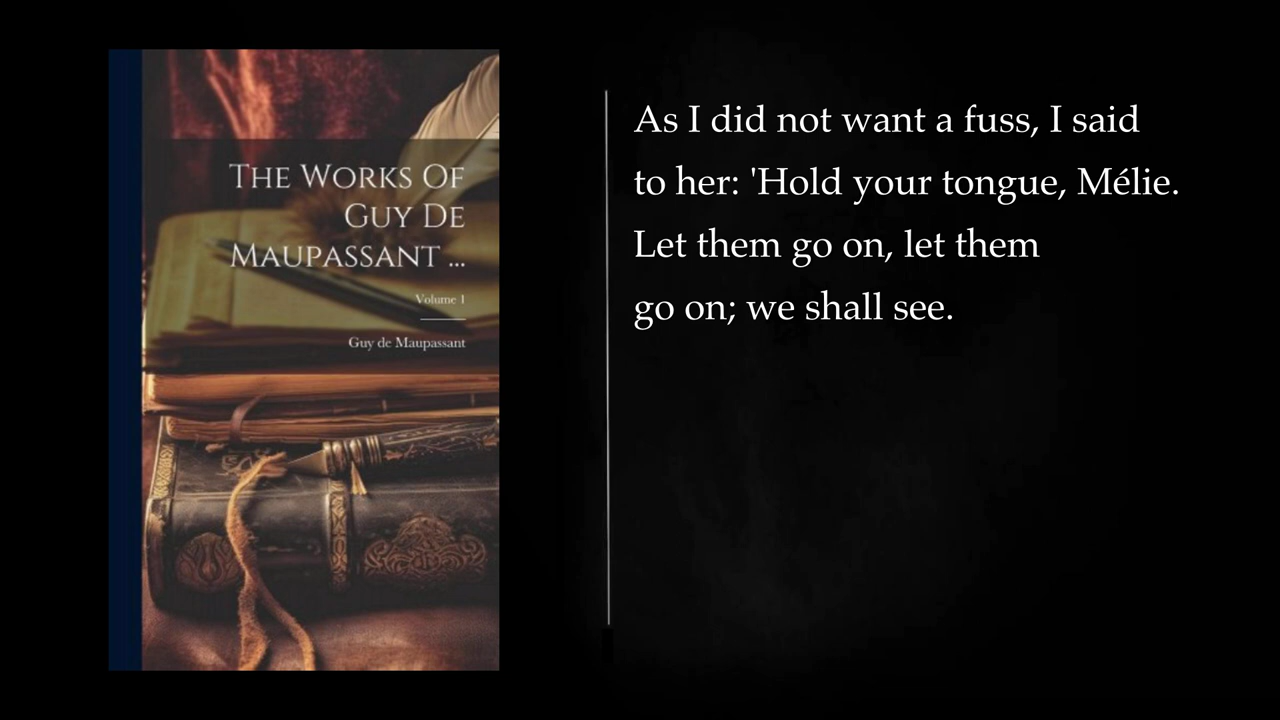 The Works Of
Guy De
Maupassant ...
Volume 1
Guy de Maupassant
As I did not want a fuss, I said
to her: 'Hold your tongue, Mélie.
Let them go on, let them
go on; we shall see.